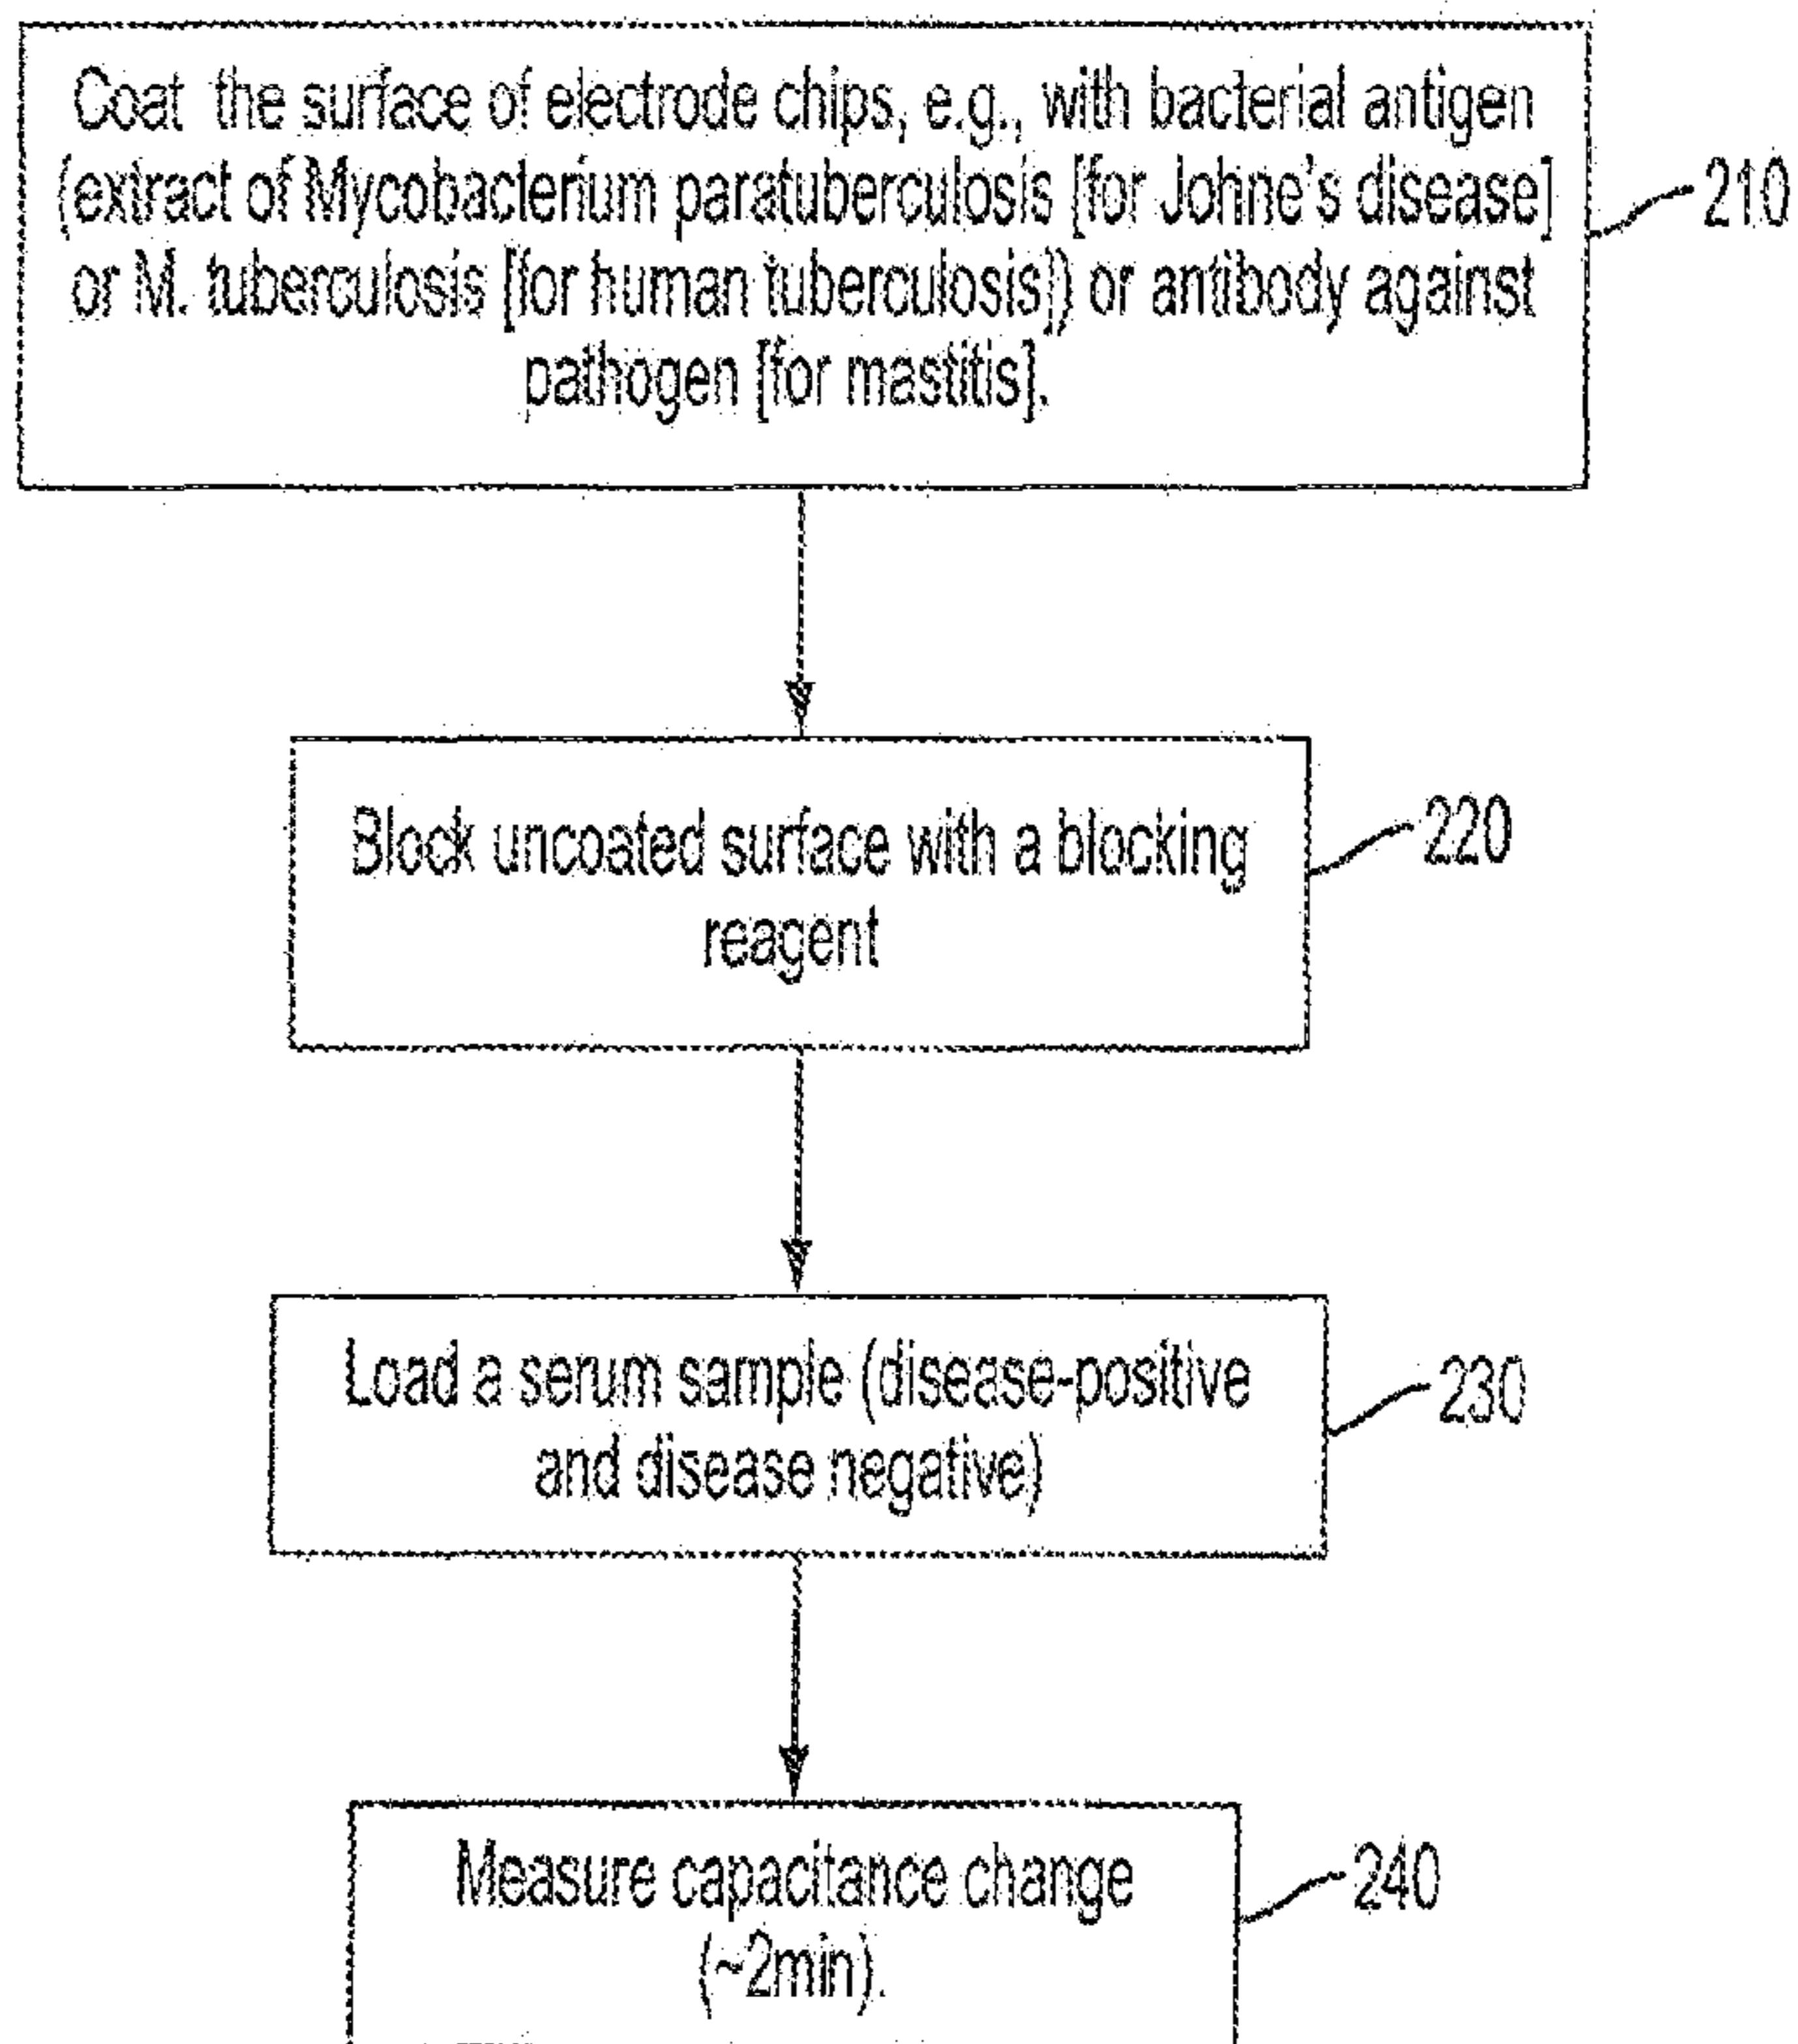 Coat the surface of electrode chips, e.g., with bacterial antigen
(extract of Mycobacterium paratuberculosis [for Johne's disease]
or M. tuberculosis [for human tuberculosis]) or antibody against
pathogen [for mastitis].
210
Block uncoated surface with a blocking
reagent
220
Load a serum sample (disease-positive
and disease negative)
230
Measure capacitance change
(~2min).
240